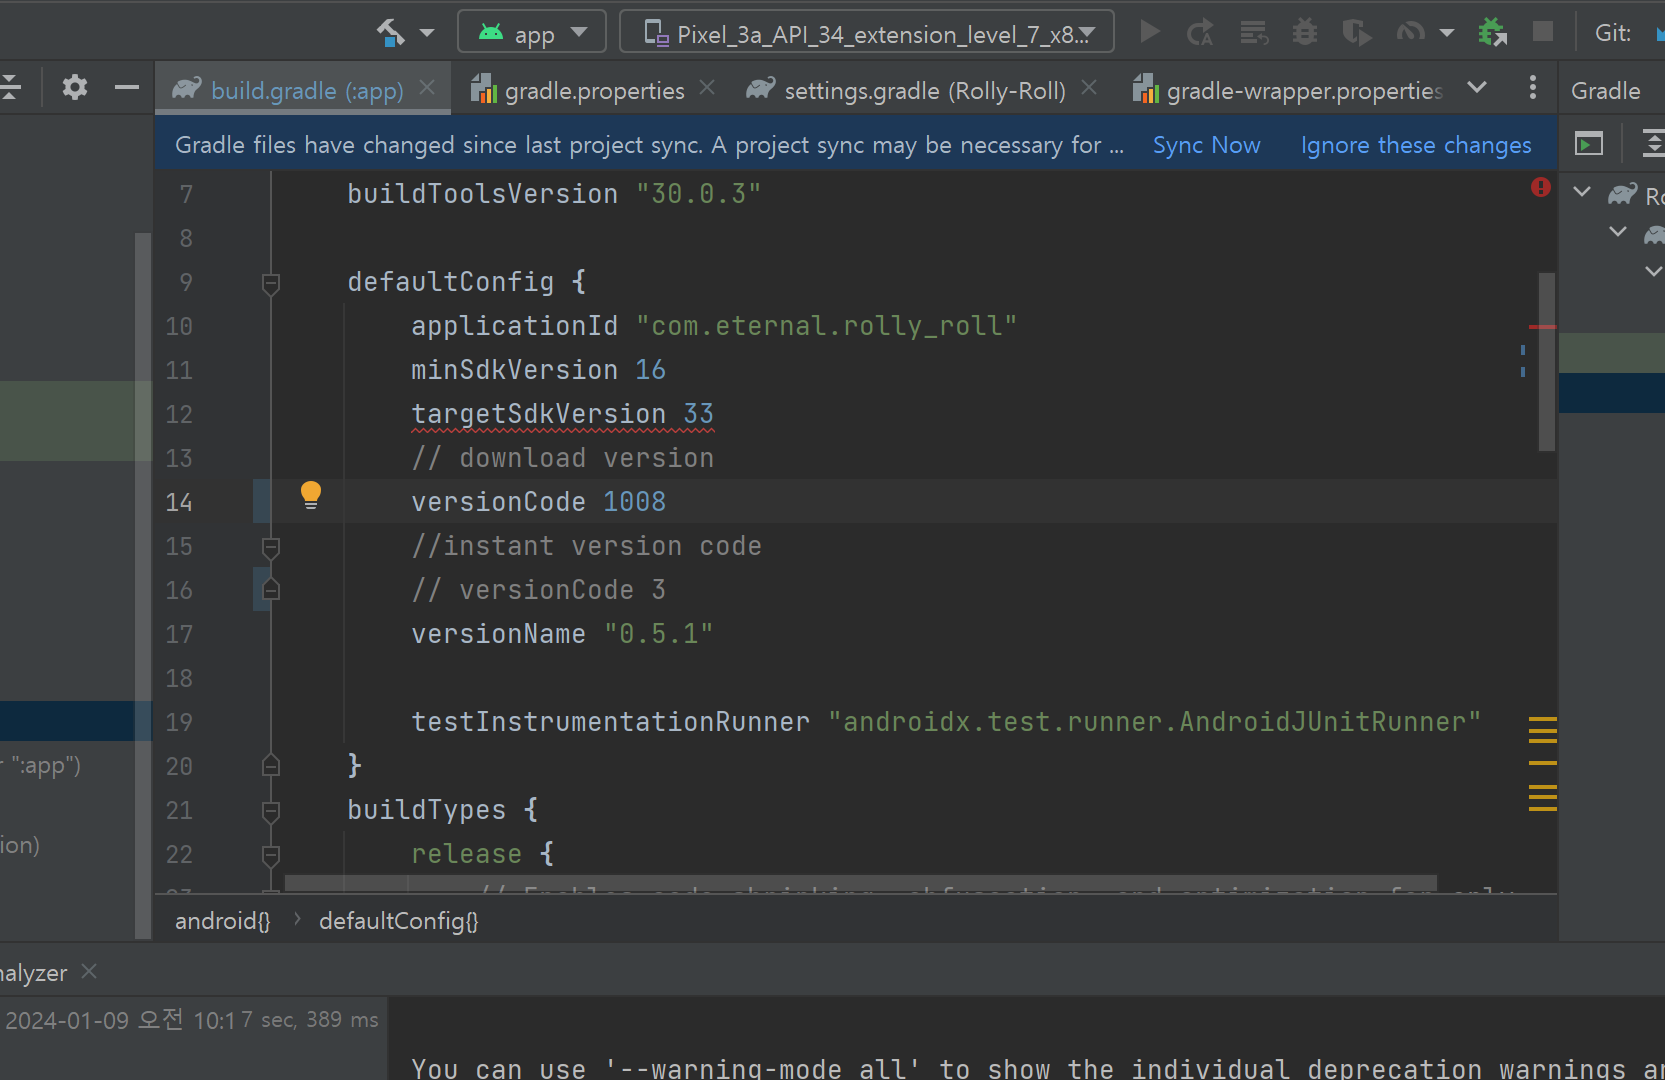 app
Pixel_3a_API_34_extension_level_7_x8...
Git:
build.gradle (:app)
gradle.properties
settings.gradle (Rolly-Roll)
gradle-wrapper.properties
Gradle
Gradle files have changed since last project sync. A project sync may be necessary for ...
Sync Now
Ignore these changes
7 buildToolsVersion "30.0.3"
8
9 defaultConfig {
10 applicationId "com.eternal.rolly_roll"
11 minSdkVersion 16
12 targetSdkVersion 33
13 // download version
14 versionCode 1008
15 //instant version code
16 // versionCode 3
17 versionName "0.5.1"
18
19 testInstrumentationRunner "androidx.test.runner.AndroidJUnitRunner"
20 }
21 buildTypes {
22 release {
Ro
":app")
ion)
android{} › defaultConfig{}
nalyzer
2024-01-09 오전 10:17 sec, 389 ms
You can use '--warning-mode all' to show the individual deprecation warnings a